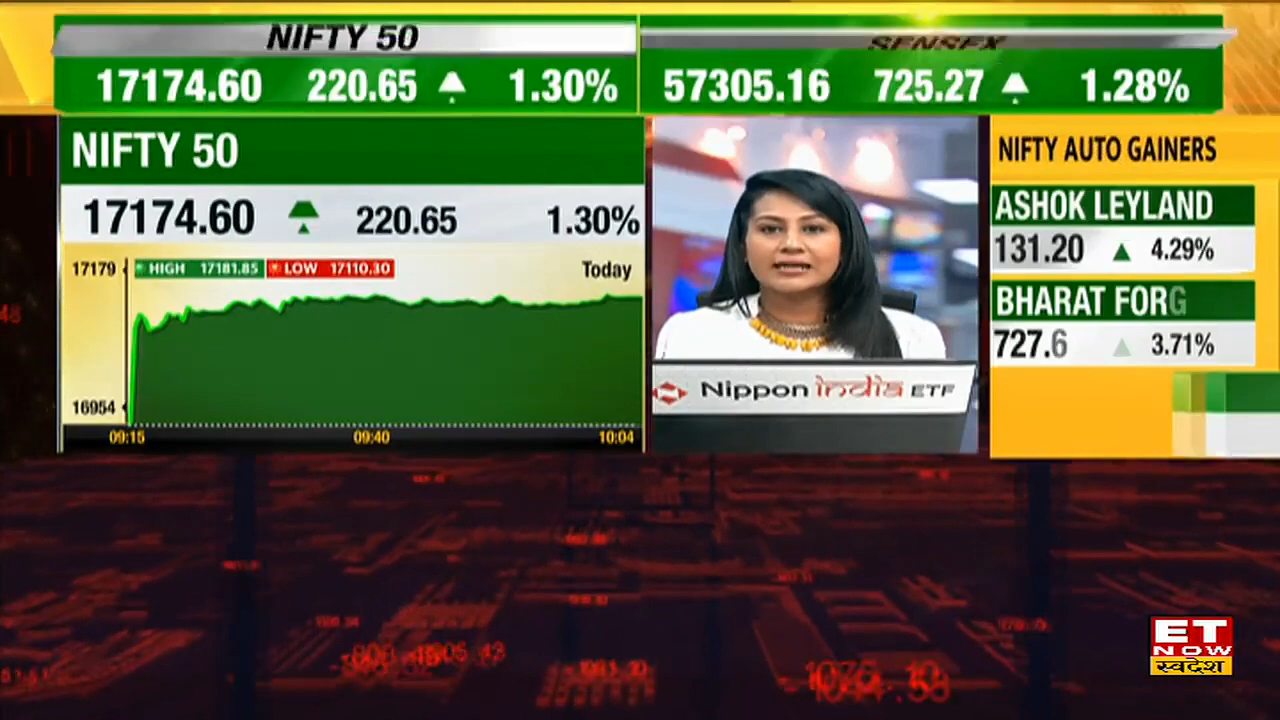 NIFTY 50
17174.60 220.65 1.30%
SENSEX
57305.16 725.27 1.28%
NIFTY 50
17174.60 220.65 1.30%
17179 HIGH 17181.85 LOW 17110.30 Today
16954
09:15 09:40 10:04
Nippon india ETF
NIFTY AUTO GAINERS
ASHOK LEYLAND
131.20 4.29%
BHARAT FORG
727.6 3.71%
ET
NOW
स्वदेश